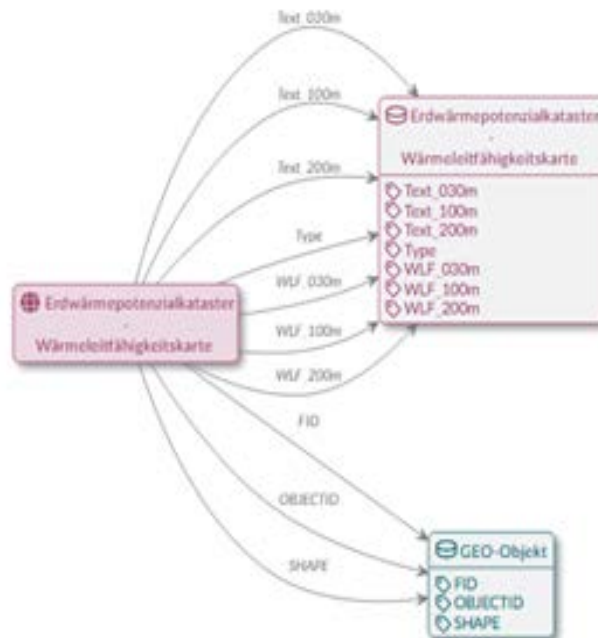 Text_030m
Text_100m
Text_200m
Type
WLF_030m
WLF_100m
WLF_200m
FID
OBJECTID
SHAPE
Erdwärmepotenzialkataster
-
Wärmeleitfähigkeitskarte
Erdwärmepotenzialkataster
-
Wärmeleitfähigkeitskarte
Text_030m
Text_100m
Text_200m
Type
WLF_030m
WLF_100m
WLF_200m
GEO-Objekt
FID
OBJECTID
SHAPE